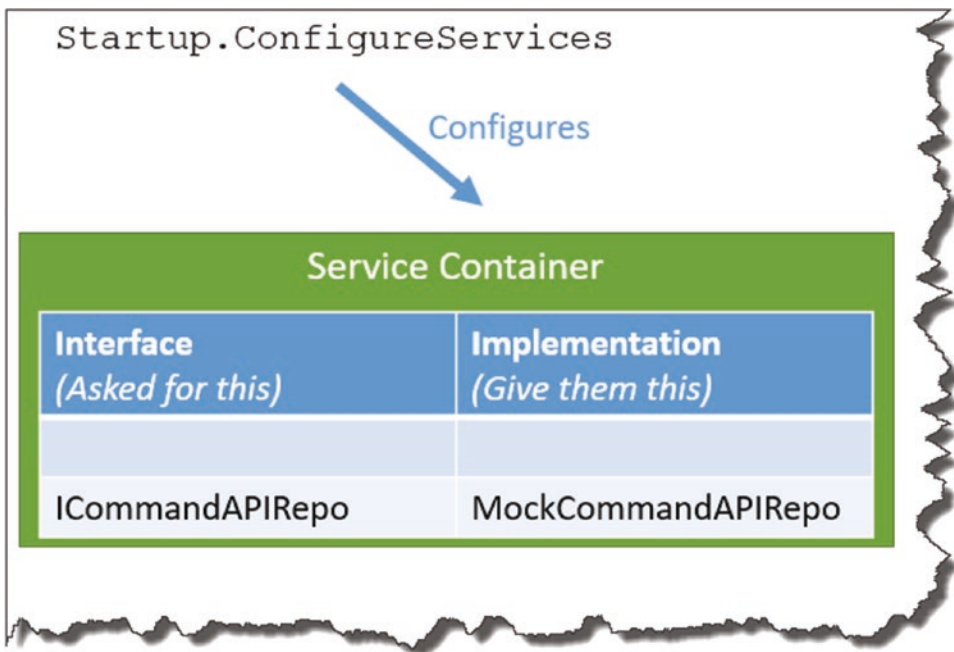 Startup.ConfigureServices
Configures
Service Container
Interface
(Asked for this)
Implementation
(Give them this)
ICommandAPIRepo
MockCommandAPIRepo